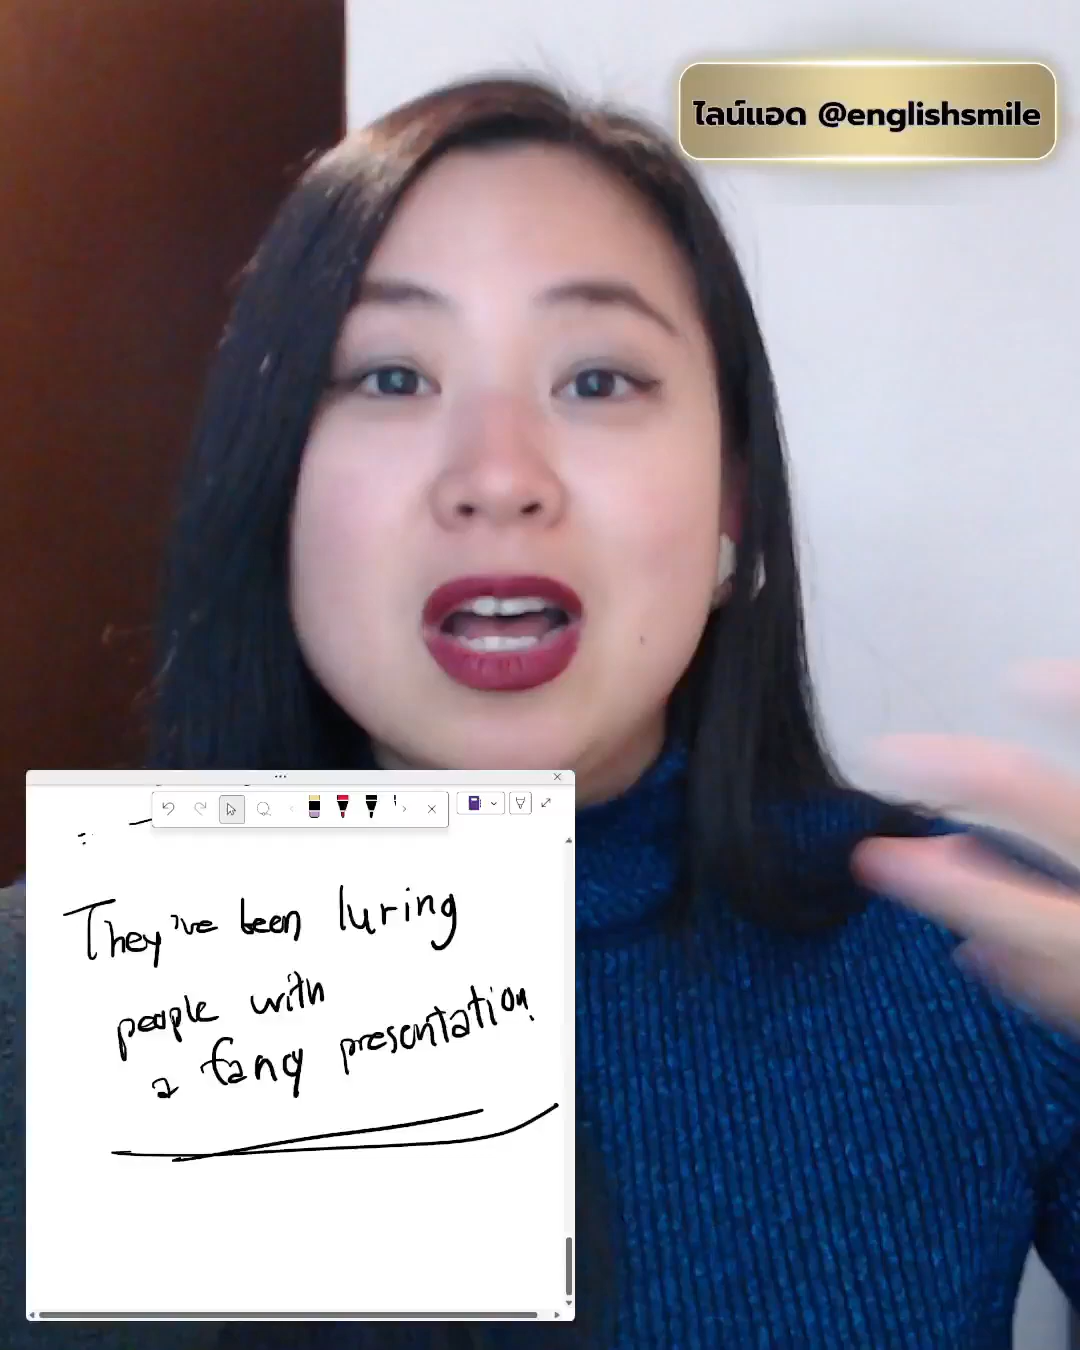 ไลน์แอด @englishsmile
They've been luring
people with
a fancy presentation.